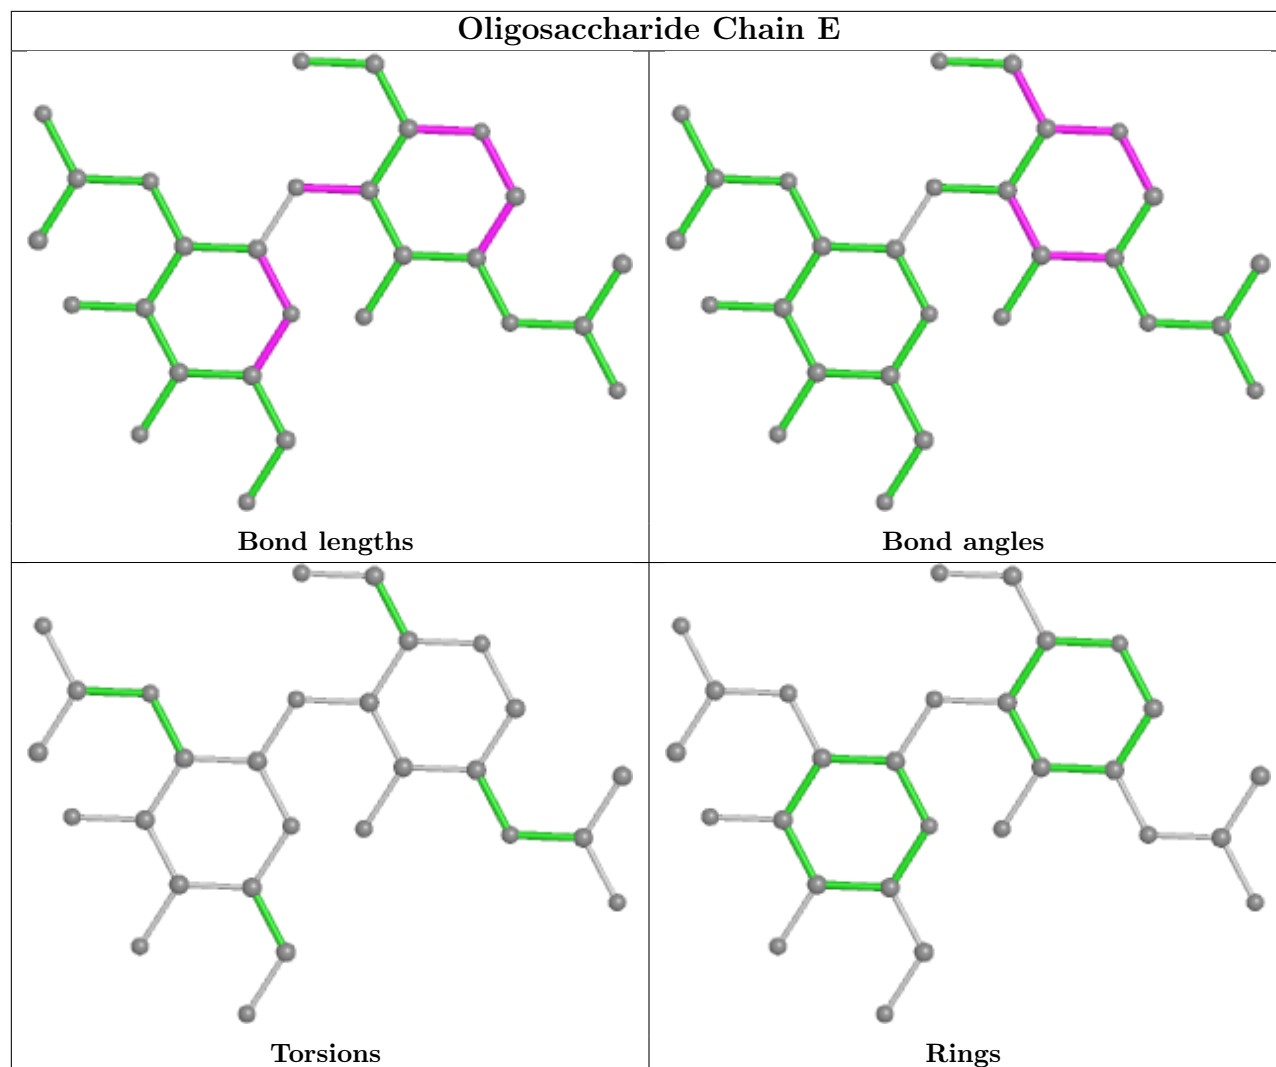 Oligosaccharide Chain E
Bond lengths
Bond angles
Torsions
Rings